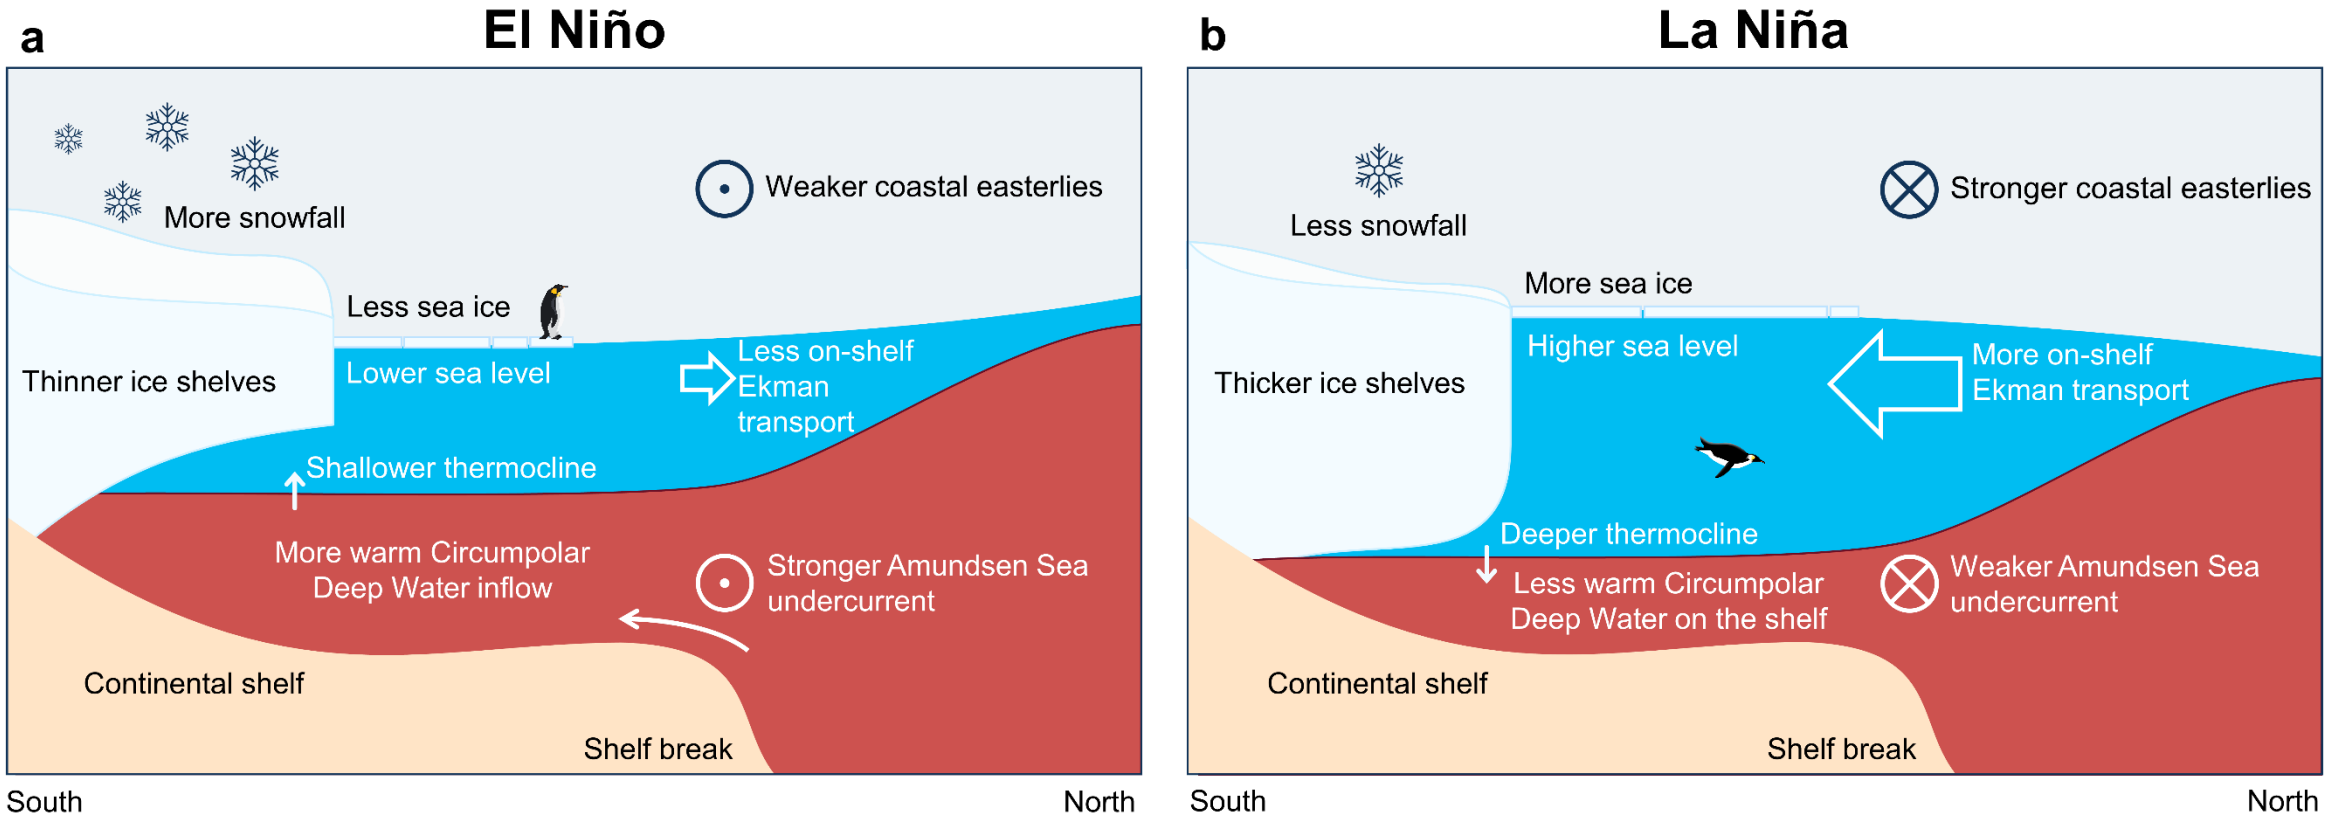 a
El Niño
More snowfall
Weaker coastal easterlies
Less sea ice
Lower sea level
Thinner ice shelves
Less on-shelf
Ekman
transport
Shallower thermocline
More warm Circumpolar
Deep Water inflow
Stronger Amundsen Sea
undercurrent
Continental shelf
Shelf break
South
North
b
La Niña
Less snowfall
Stronger coastal easterlies
More sea ice
Higher sea level
Thicker ice shelves
More on-shelf
Ekman transport
Deeper thermocline
Less warm Circumpolar
Deep Water on the shelf
Weaker Amundsen Sea
undercurrent
Continental shelf
Shelf break
South
North